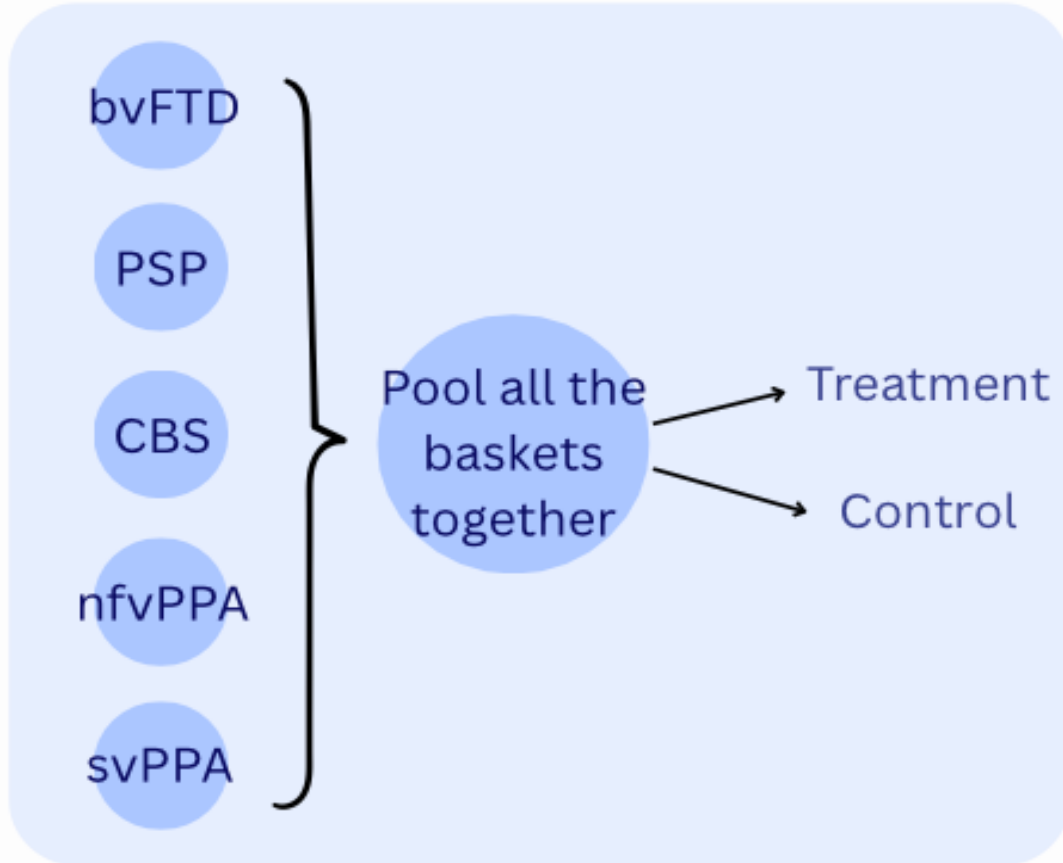 bvFTD
PSP
CBS
nfvPPA
svPPA
Pool all the
baskets
together
Treatment
Control